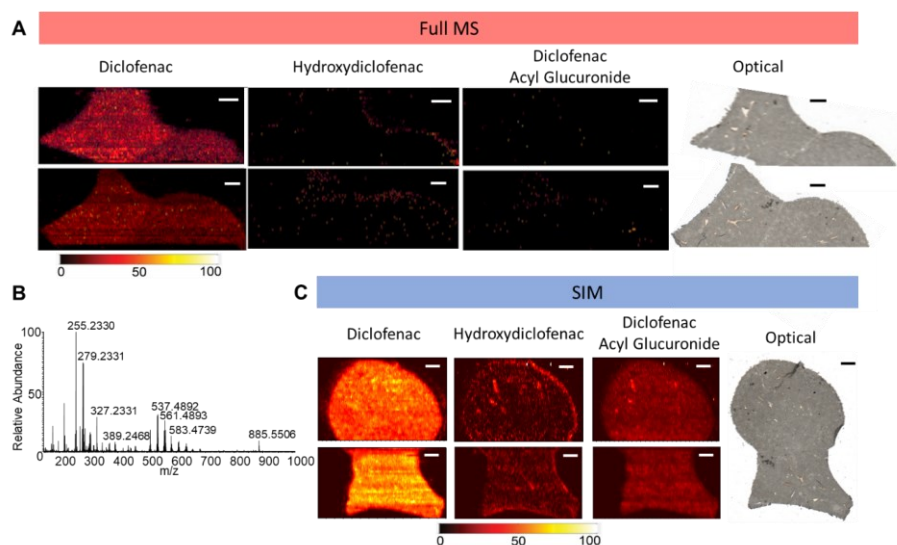 A
Full MS
Diclofenac
Hydroxydiclofenac
Diclofenac
Acyl Glucuronide
Optical
0 50 100
B
Relative Abundance
100
50
0
255.2330
279.2331
327.2331
389.2468
537.4892
561.4893
583.4739
885.5506
200 300 400 500 600 700 800 900 1000
m/z
C
SIM
Diclofenac
Hydroxydiclofenac
Diclofenac
Acyl Glucuronide
Optical
0 50 100